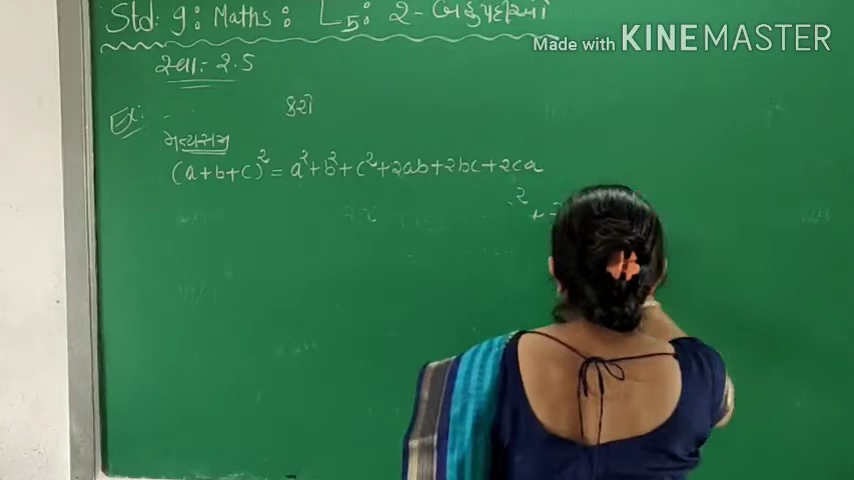 Std: 9: Maths: L5: 2 - બહુપદીઓ
Made with KINEMASTER
સ્વા:- 2.5
Ex:-
કરો
નિત્યસમ
(a+b+c)² = a²+b²+c²+2ab+2bc+2ca
² +